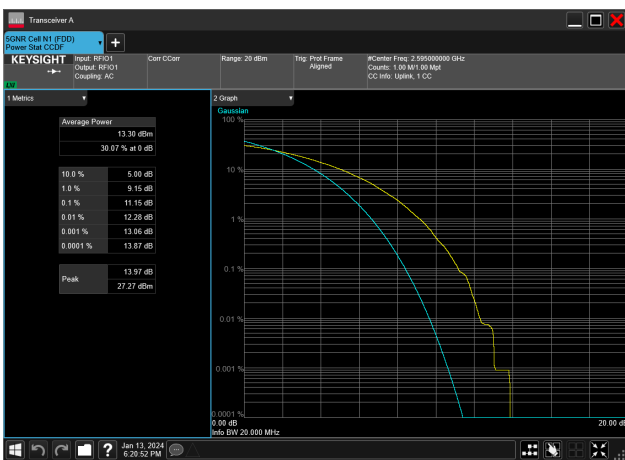 Transceiver A
5GNR Cell N1 (FDD)
Power Stat CCDF
KEYSIGHT
Input: RFIO1
Output: RFIO1
Coupling: AC
Corr CCorr
Range: 20 dBm
Trig: Prot Frame
Aligned
#Center Freq: 2.595000000 GHz
Counts: 1.00 M/1.00 Mpt
CC Info: Uplink, 1 CC
LXI
1 Metrics
Average Power
13.30 dBm
30.07 % at 0 dB
10.0 % 5.00 dB
1.0 % 9.15 dB
0.1 % 11.15 dB
0.01 % 12.28 dB
0.001 % 13.06 dB
0.0001 % 13.87 dB
Peak
13.97 dB
27.27 dBm
2 Graph
Gaussian
100 %
10 %
1 %
0.1 %
0.01 %
0.001 %
0.0001 %
0.00 dB
20.00 dB
Info BW 20.000 MHz
Jan 13, 2024
6:20:52 PM